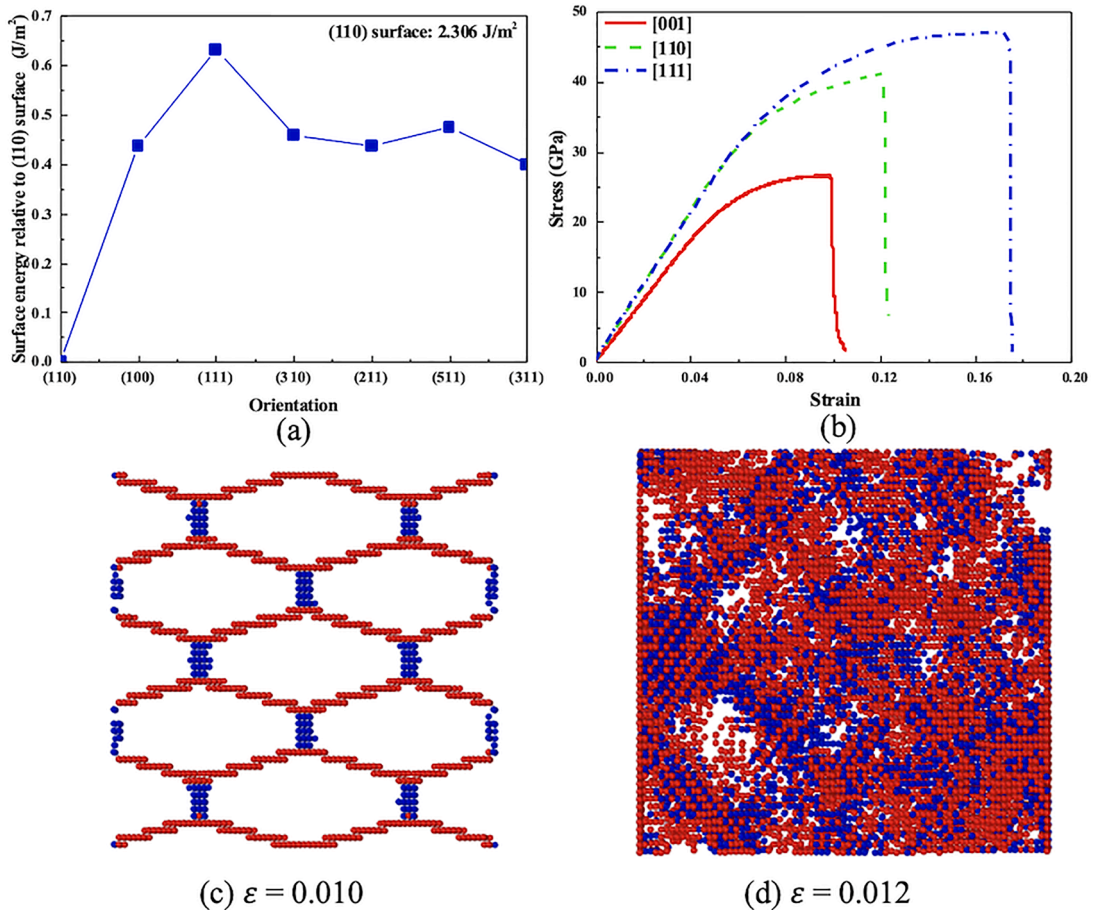 (110) surface: 2.306 J/m²
Surface energy relative to (110) surface (J/m²)
0.7
0.6
0.5
0.4
0.3
0.2
0.1
0.0
(110) (100) (111) (310) (211) (511) (311)
Orientation
(a)
[001]
[110]
[111]
Stress (GPa)
50
40
30
20
10
0
0.00 0.04 0.08 0.12 0.16 0.20
Strain
(b)
(c) ε = 0.010
(d) ε = 0.012